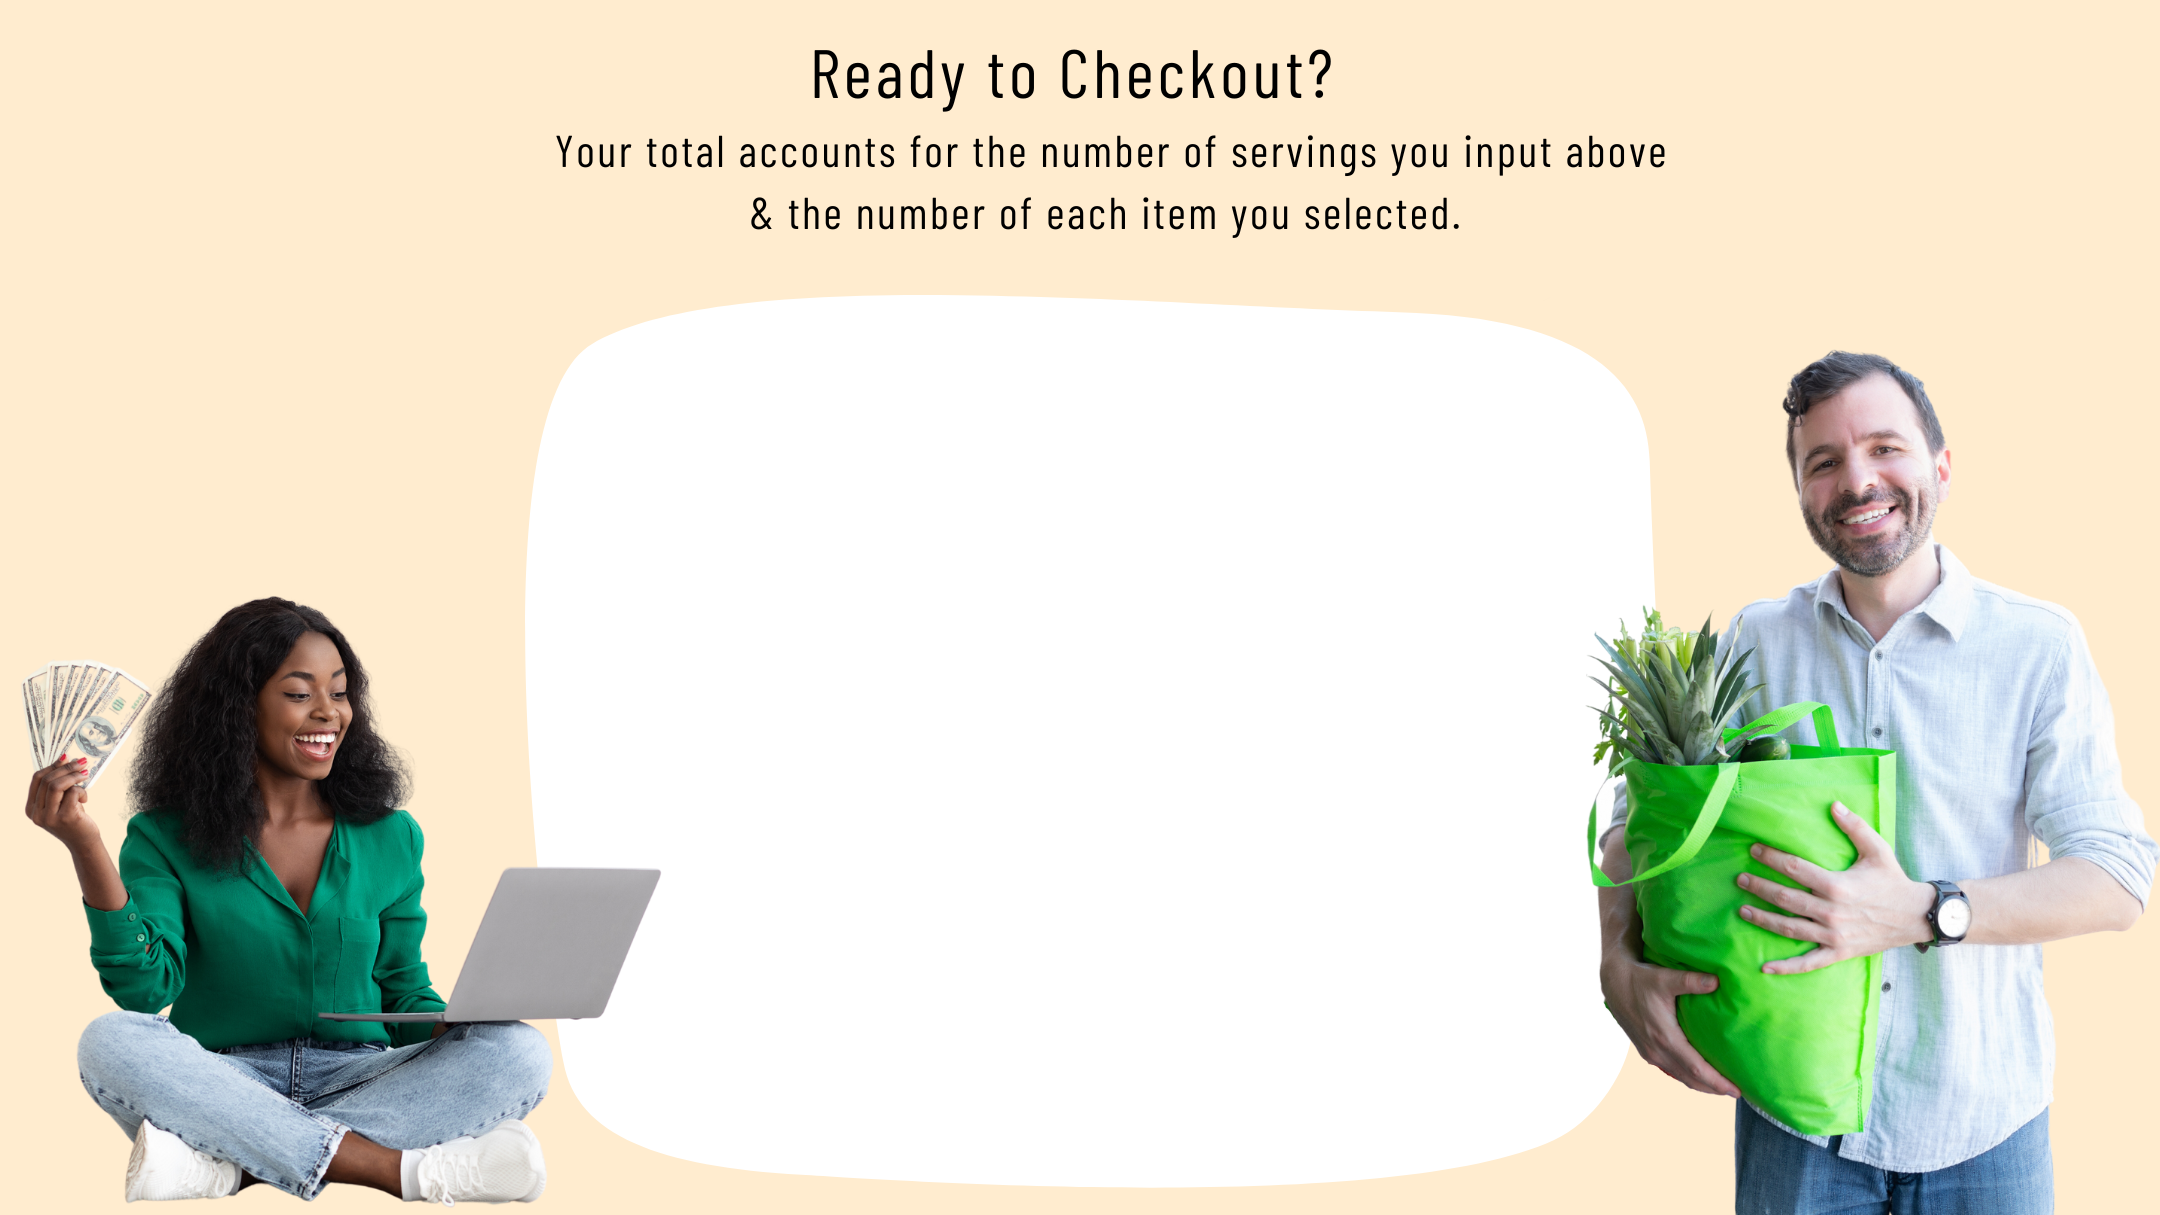 Ready to Checkout?
Your total accounts for the number of servings you input above
& the number of each item you selected.